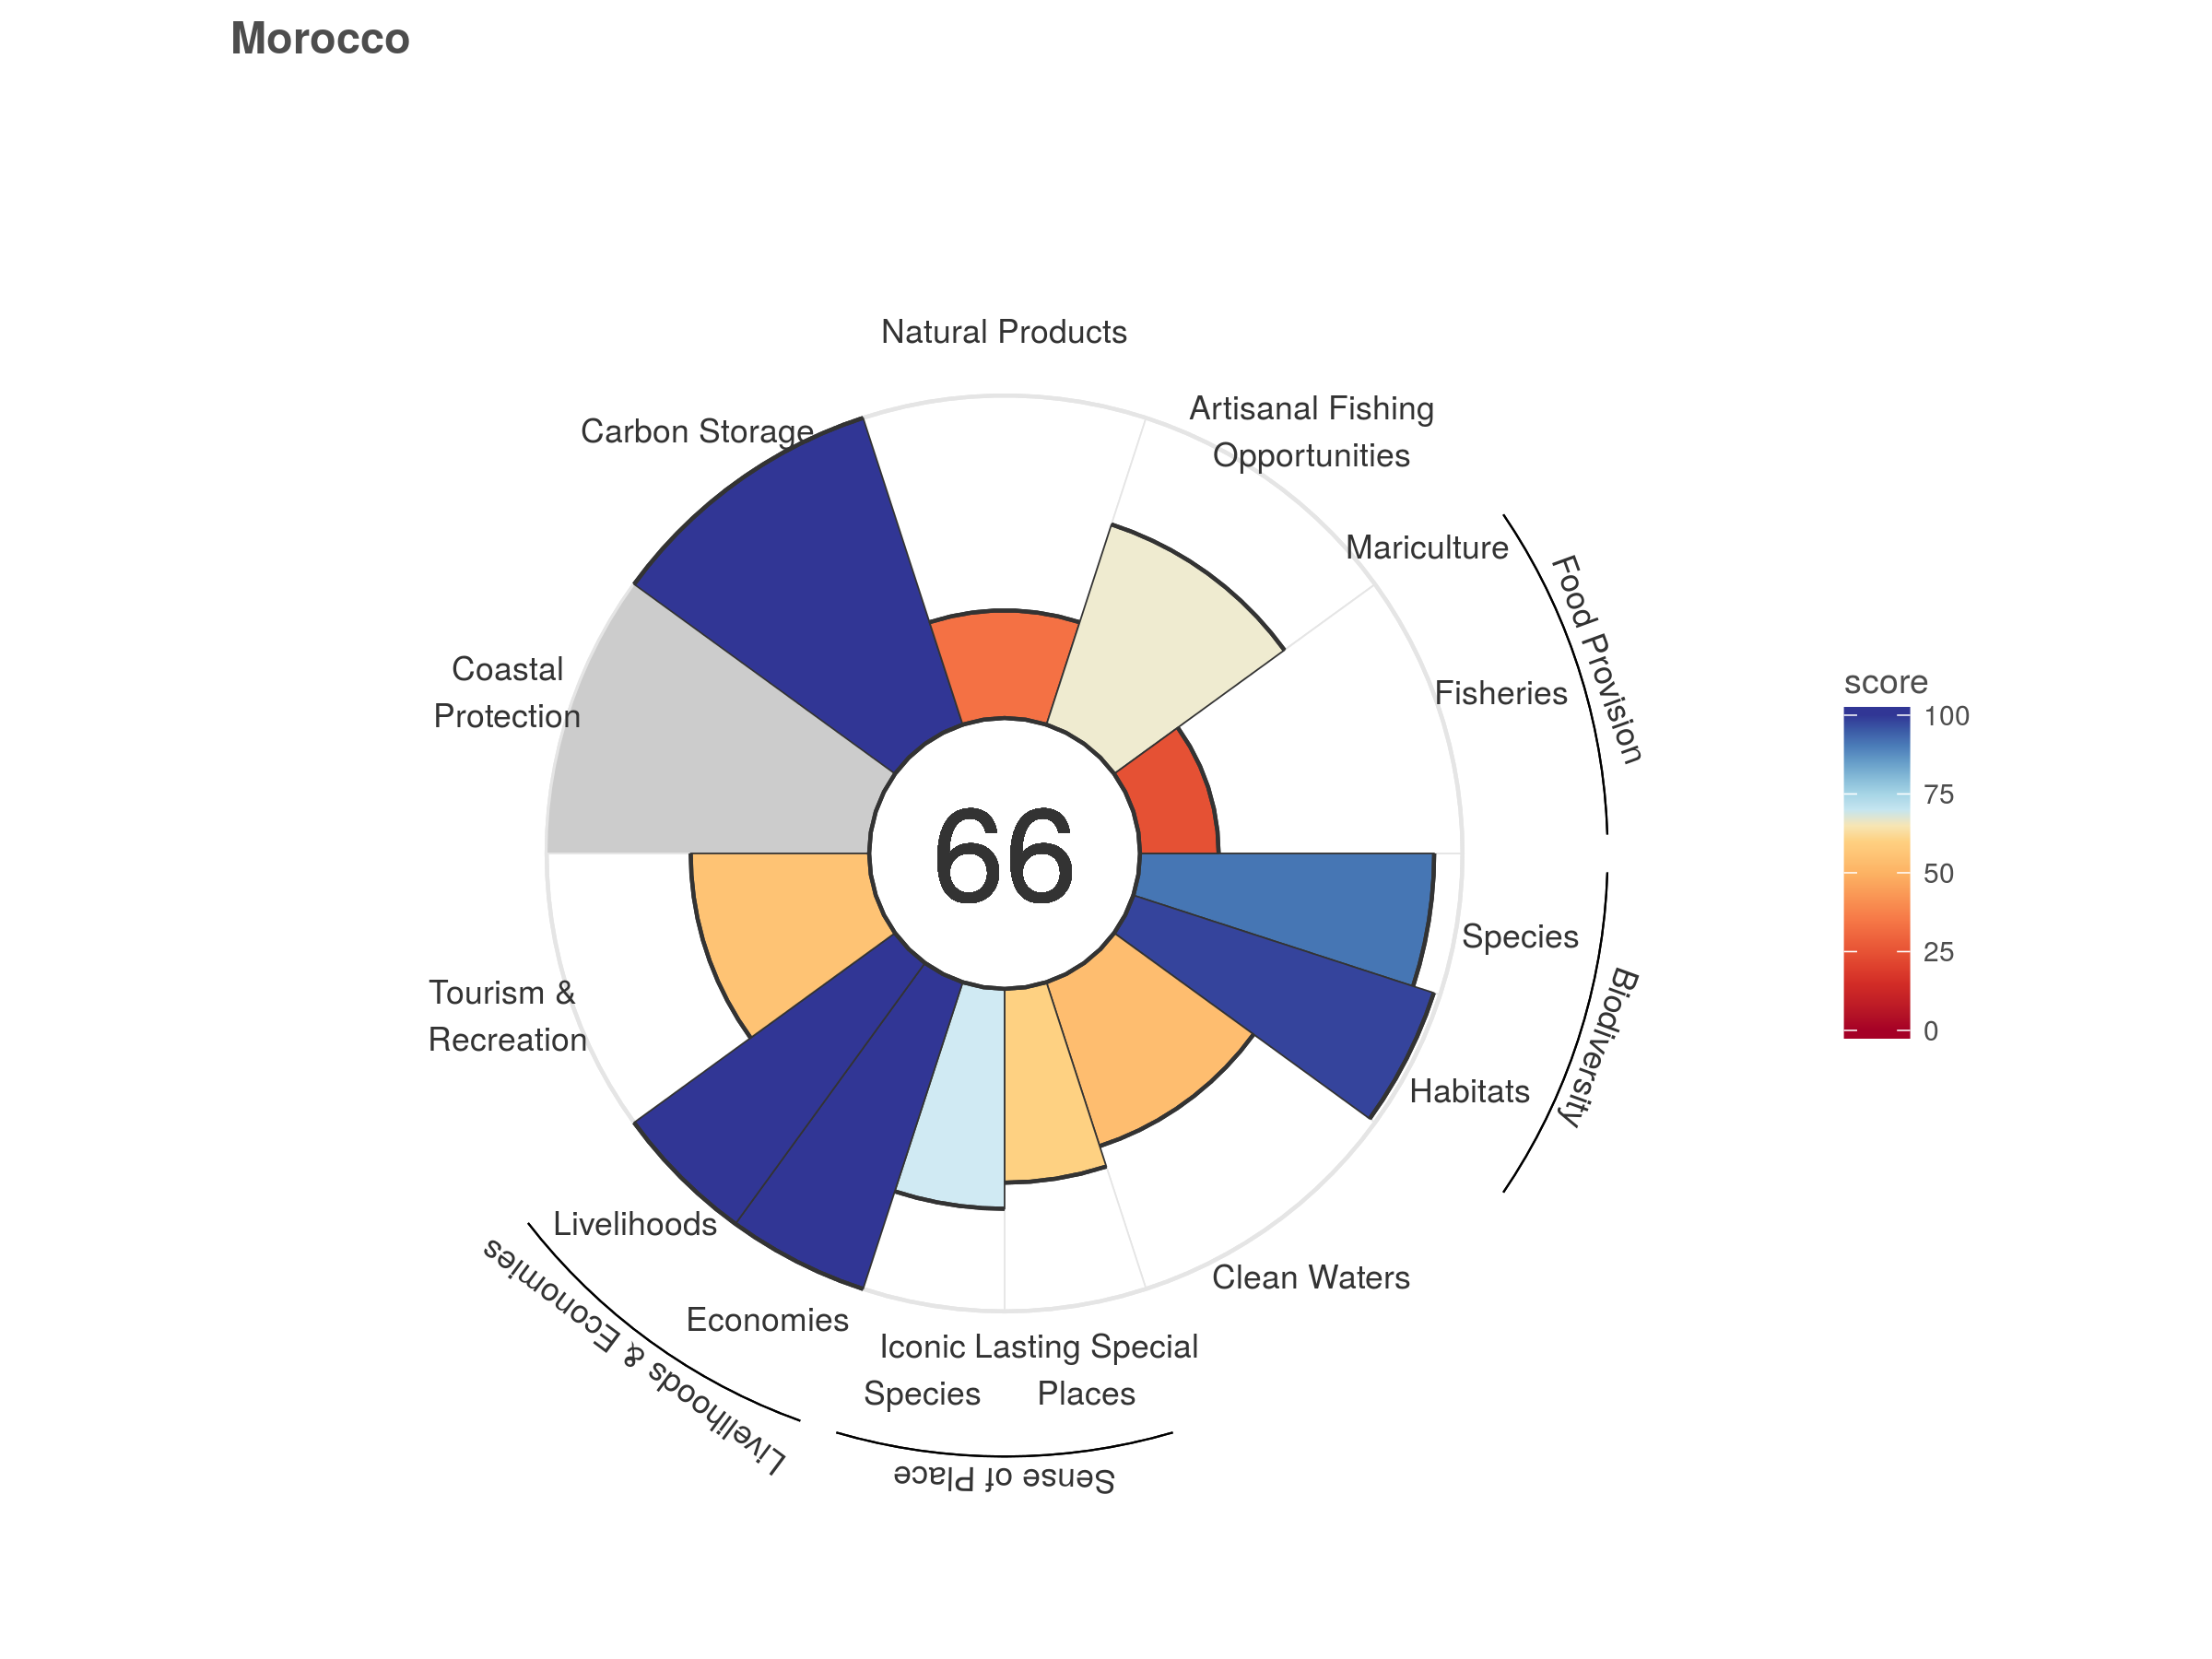 Morocco
Natural Products
Artisanal Fishing
Opportunities
Carbon Storage
Mariculture
Food Provision
Coastal
Protection
Fisheries
score
100
75
50
25
0
66
Species
Biodiversity
Tourism &
Recreation
Habitats
Livelihoods
Clean Waters
Economies
Livelihoods & Economies
Iconic
Species
Lasting Special
Places
Sense of Place